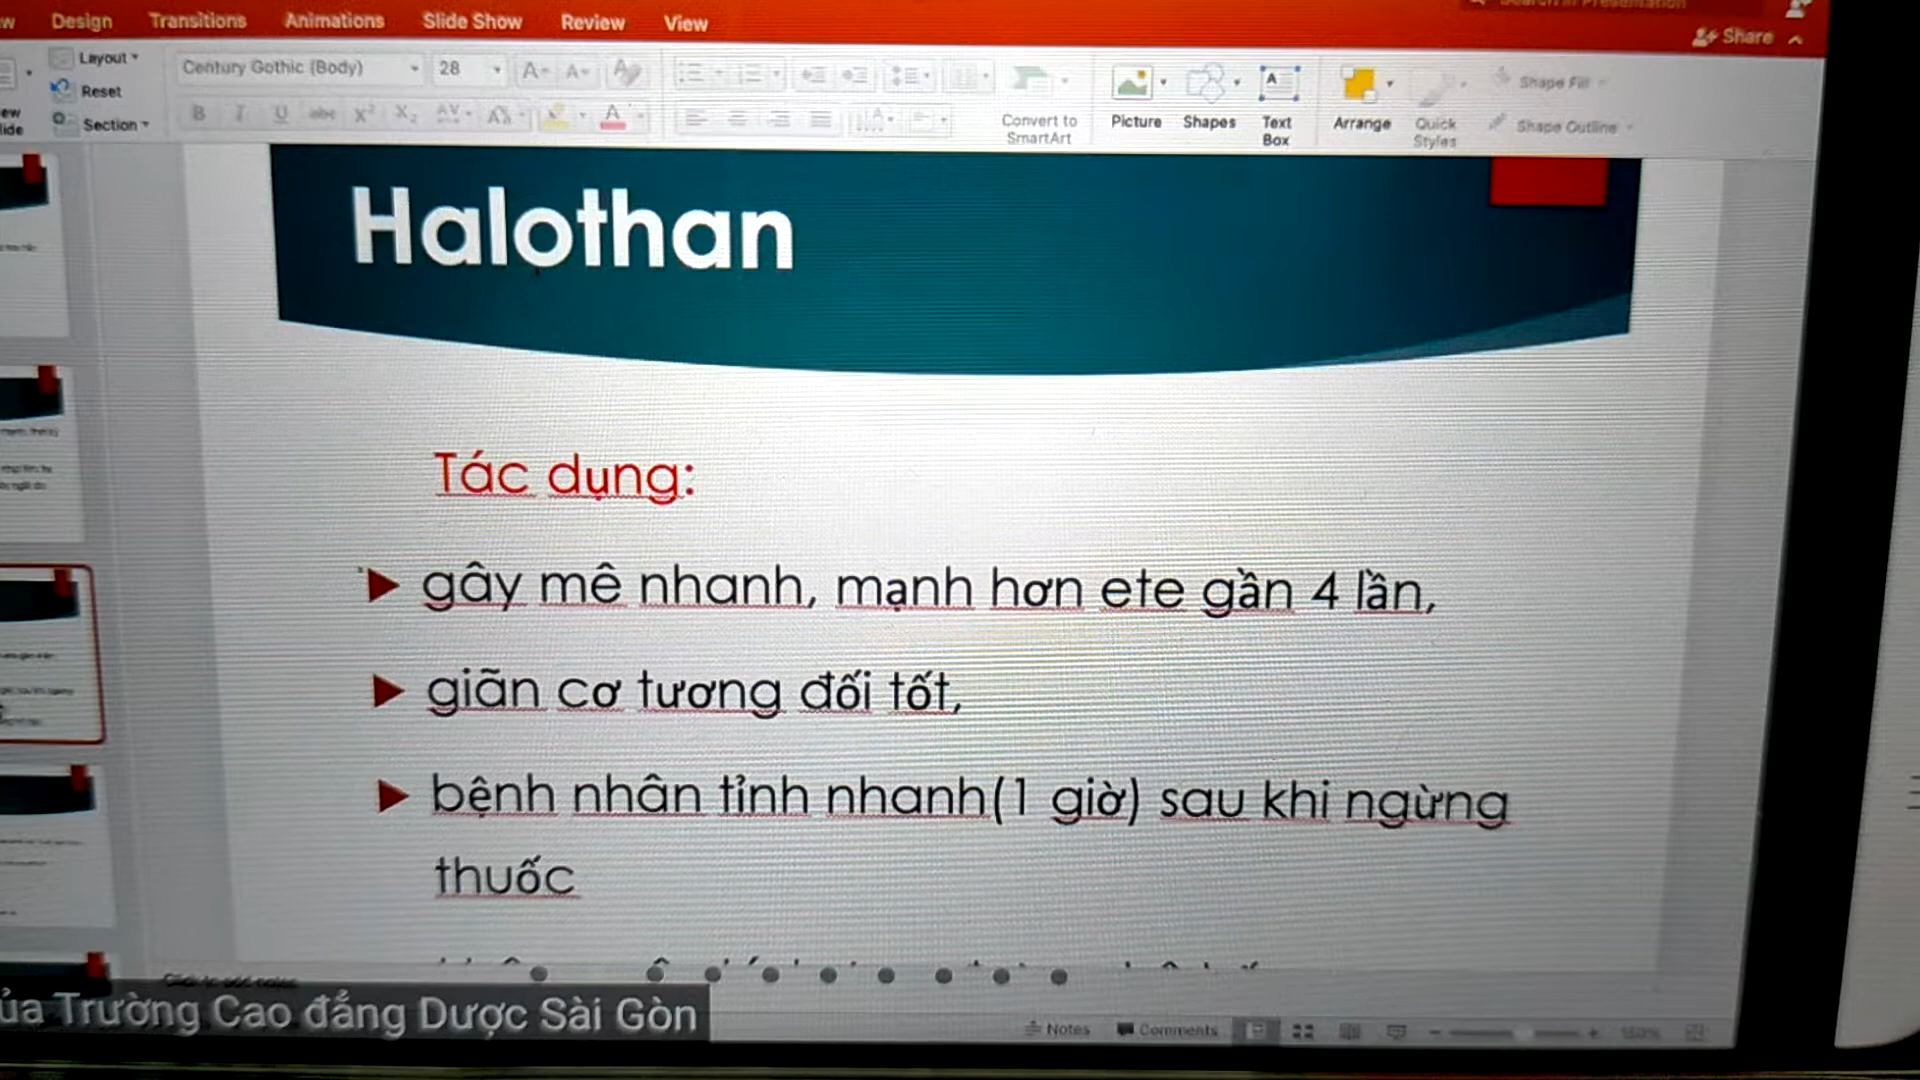 Design Transitions Animations Slide Show Review View
Share
Layout
Reset
Section
Century Gothic (Body) 28
Convert to
SmartArt
Picture Shapes Text
Box
Arrange Quick
Styles
Shape Fill
Shape Outline
Halothan
Tác dụng:
gây mê nhanh, mạnh hơn ete gần 4 lần,
giãn cơ tương đối tốt,
bệnh nhân tỉnh nhanh(1 giờ) sau khi ngừng
thuốc
Trường Cao đẳng Dược Sài Gòn
Notes Comments